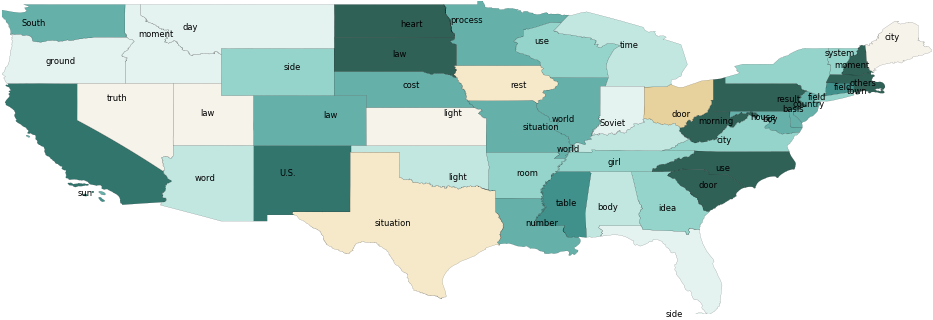 South
heart
process
day
moment
city
use
time
system
law
ground
moment
side
cost
rest
others
field
town
truth
result
field
country
basis
law
law
light
door
house
boy
world
Soviet
morning
situation
city
world
girl
U.S.
word
light
room
use
door
sun
table
body
idea
situation
number
side